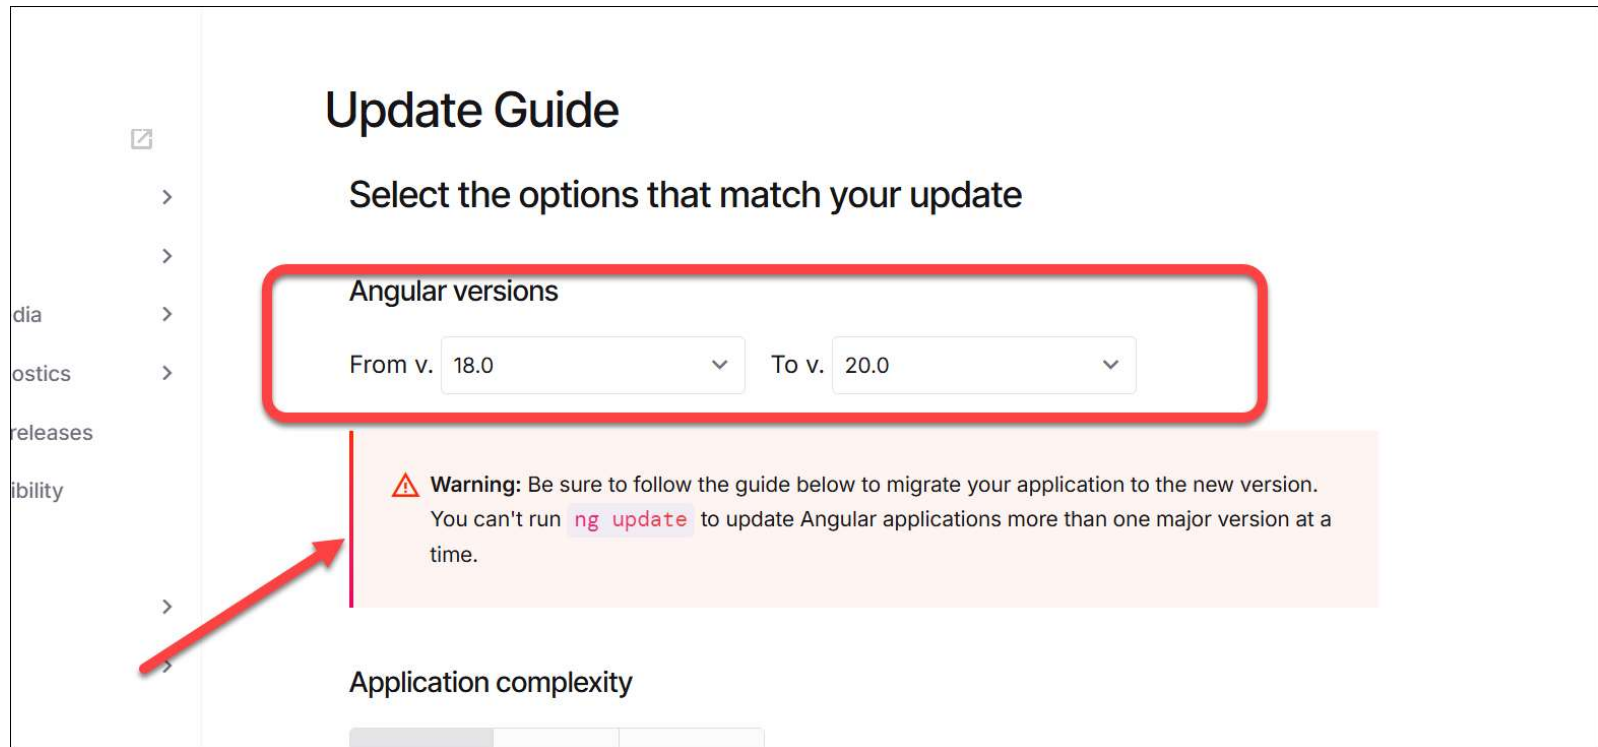 Update Guide
Select the options that match your update
Angular versions
From v. 18.0 To v. 20.0
Warning: Be sure to follow the guide below to migrate your application to the new version.
You can't run ng update to update Angular applications more than one major version at a
time.
Application complexity
dia
ostics
releases
ibility